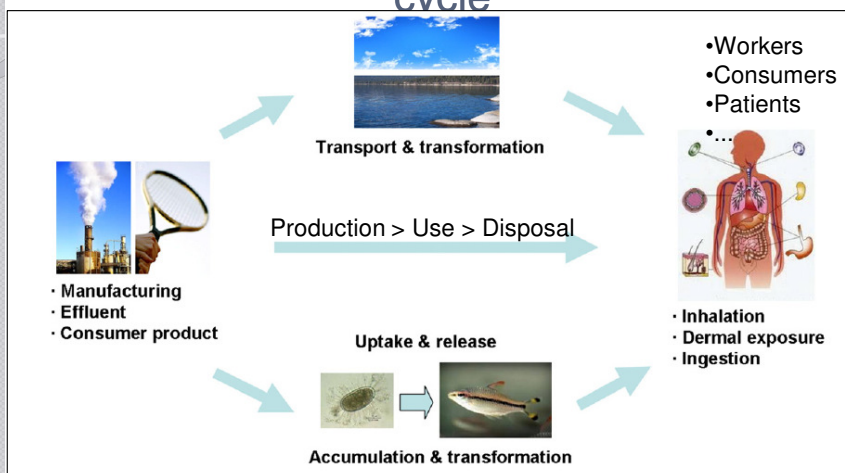 cycle
•Workers
•Consumers
•Patients
•...
Transport & transformation
Production > Use > Disposal
· Manufacturing
· Effluent
· Consumer product
· Inhalation
· Dermal exposure
· Ingestion
Uptake & release
Accumulation & transformation